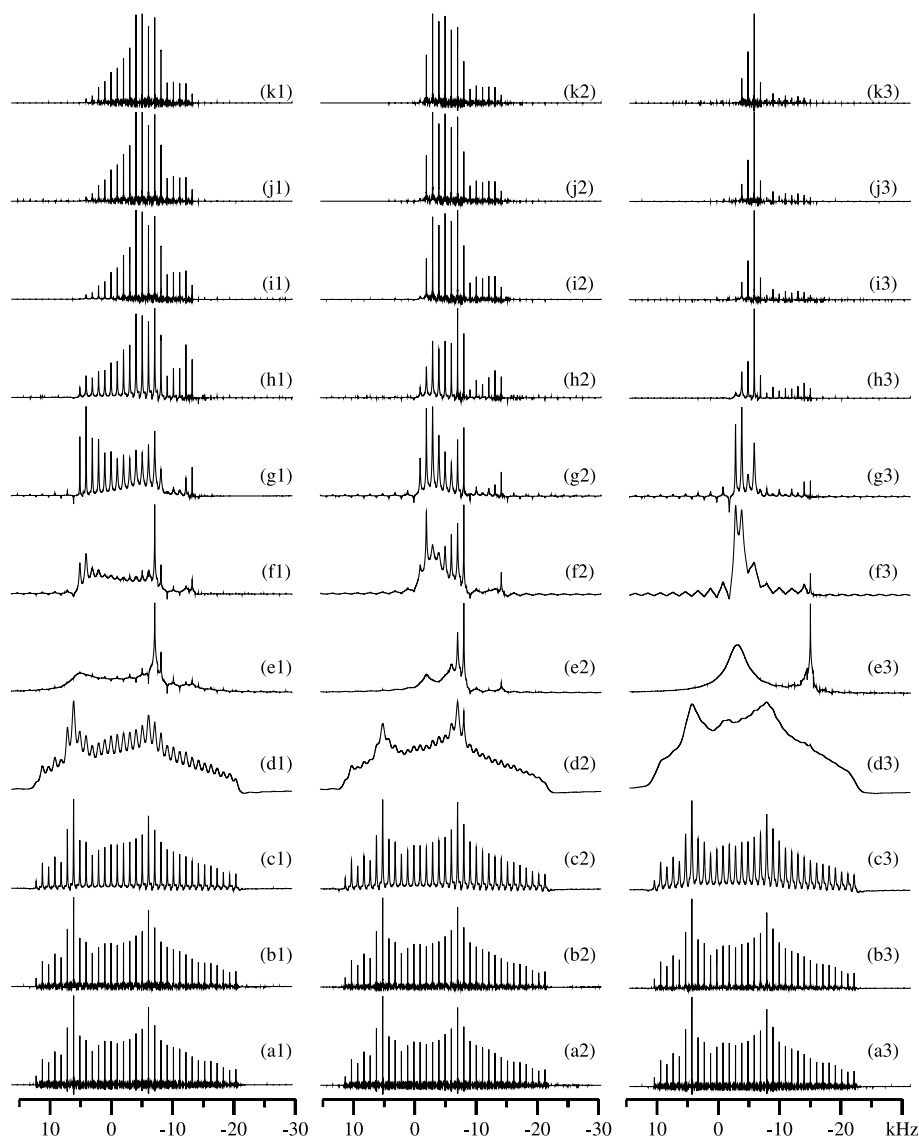 (k1) (k2) (k3)
(j1) (j2) (j3)
(i1) (i2) (i3)
(h1) (h2) (h3)
(g1) (g2) (g3)
(f1) (f2) (f3)
(e1) (e2) (e3)
(d1) (d2) (d3)
(c1) (c2) (c3)
(b1) (b2) (b3)
(a1) (a2) (a3)
10 0 -10 -20 -30 10 0 -10 -20 -30 10 0 -10 -20 kHz